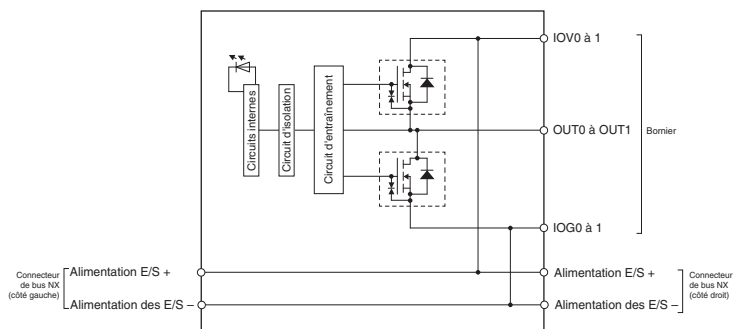 IOV0 à 1
Circuits internes
Circuit d'isolation
Circuit d'entraînement
OUT0 à OUT1
Bornier
IOG0 à 1
Connecteur
de bus NX
(côté gauche)
Alimentation E/S +
Alimentation des E/S –
Alimentation E/S +
Alimentation des E/S –
Connecteur
de bus NX
(côté droit)